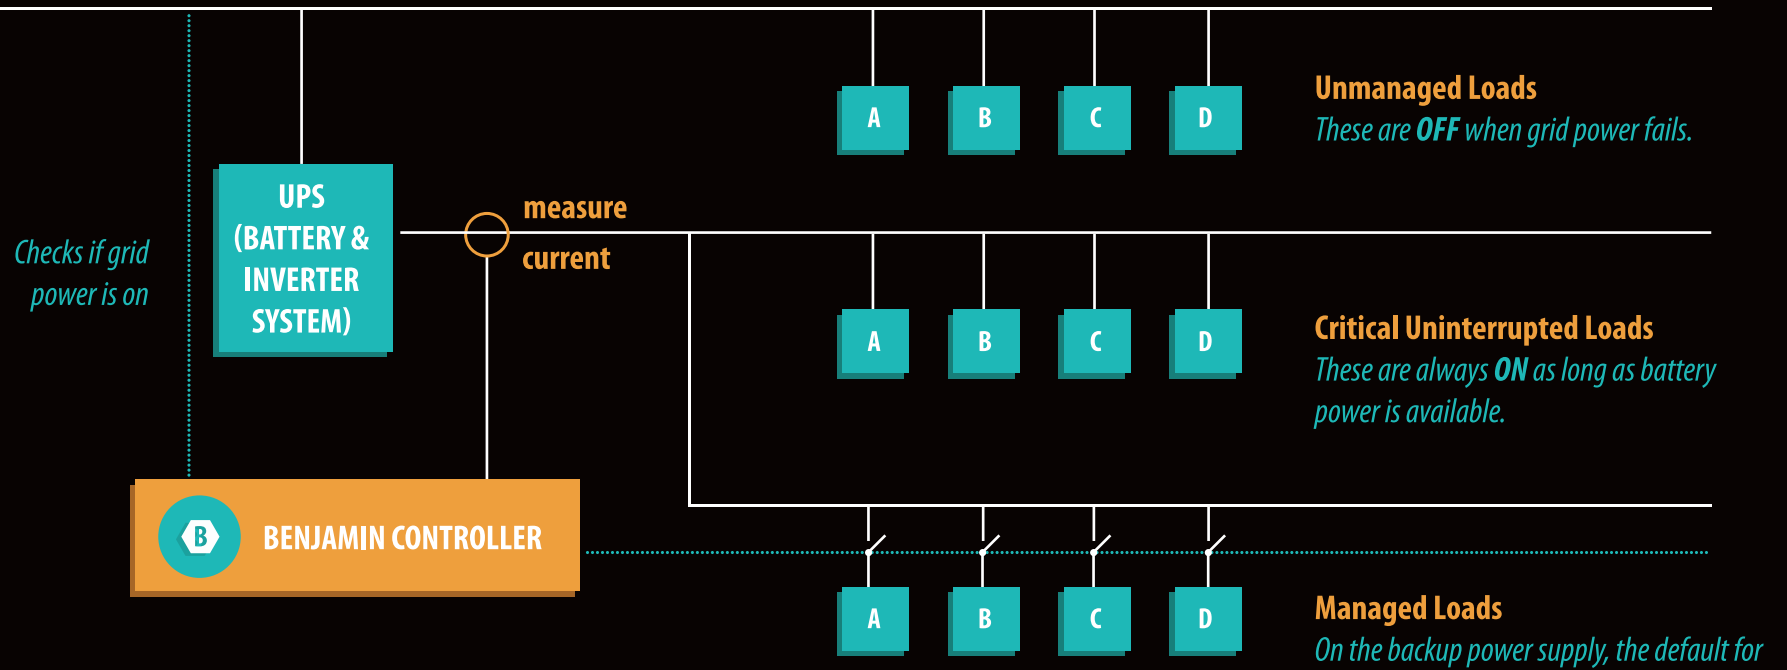 A
B
C
D
Unmanaged Loads
These are OFF when grid power fails.
UPS
(BATTERY &
INVERTER
SYSTEM)
measure
current
Checks if grid
power is on
A
B
C
D
Critical Uninterrupted Loads
These are always ON as long as battery
power is available.
B
BENJAMIN CONTROLLER
A
B
C
D
Managed Loads
On the backup power supply, the default for